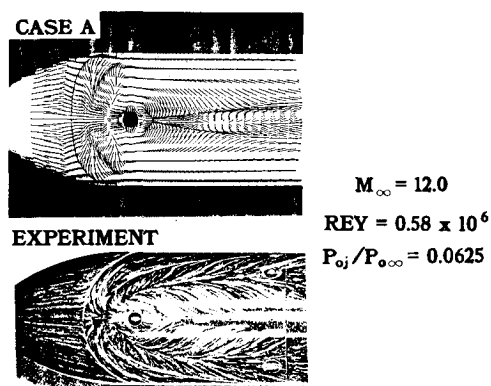 CASE A
EXPERIMENT
M∞ = 12.0
REY = 0.58 x 10⁶
Poj/Po∞ = 0.0625